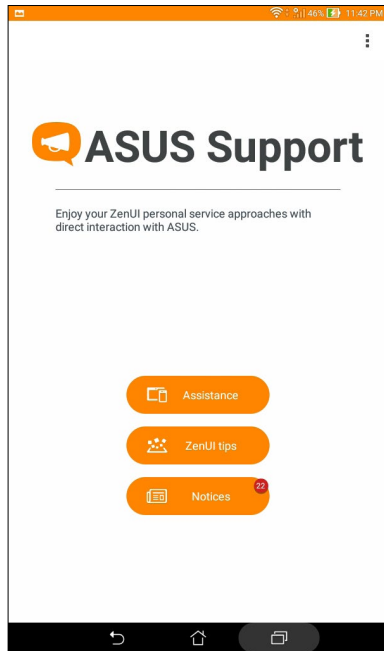 46% 11:42 PM
ASUS Support
Enjoy your ZenUI personal service approaches with
direct interaction with ASUS.
Assistance
ZenUI tips
22
Notices